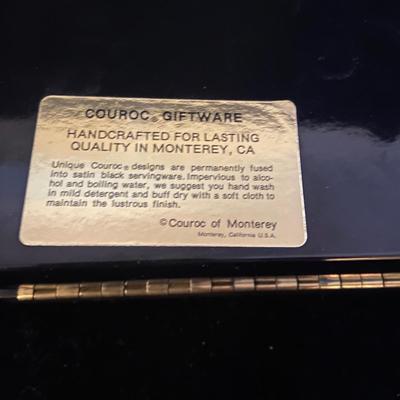 COUROC® GIFTWARE
HANDCRAFTED FOR LASTING
QUALITY IN MONTEREY, CA
Unique Couroc® designs are permanently fused
into satin black servingware. Impervious to alco-
hol and boiling water, we suggest you hand wash
in mild detergent and buff dry with a soft cloth to
maintain the lustrous finish.
©Couroc of Monterey
Monterey, California U.S.A.